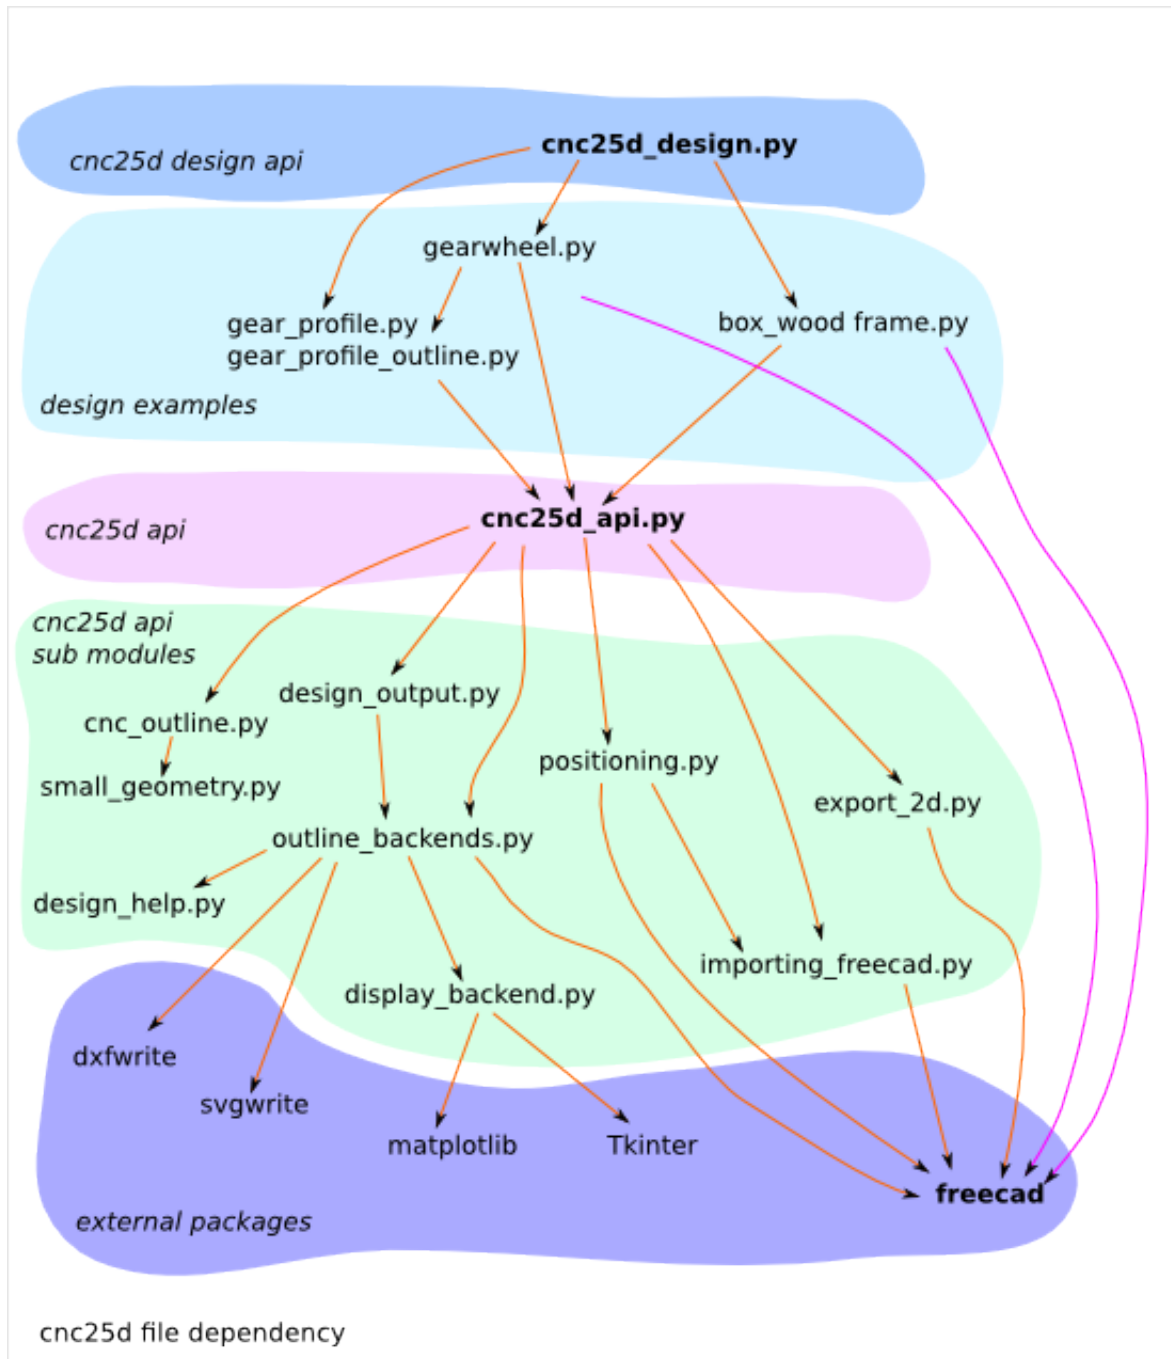 cnc25d_design.py
cnc25d design api
gearwheel.py
gear_profile.py
box_wood frame.py
gear_profile_outline.py
design examples
cnc25d_api.py
cnc25d api
cnc25d api
sub modules
design_output.py
cnc_outline.py
positioning.py
small_geometry.py
export_2d.py
outline_backends.py
design_help.py
importing_freecad.py
display_backend.py
dxfwrite
svgwrite
matplotlib
Tkinter
freecad
external packages
cnc25d file dependency